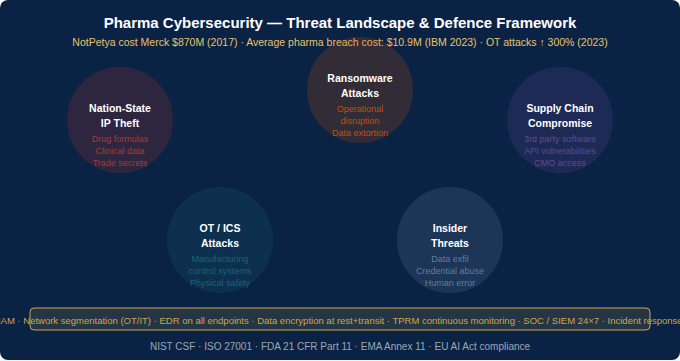 Pharma Cybersecurity — Threat Landscape & Defence Framework
NotPetya cost Merck $870M (2017) · Average pharma breach cost: $10.9M (IBM 2023) · OT attacks ↑ 300% (2023)
Nation-State
IP Theft
Drug formulas
Clinical data
Trade secrets
Ransomware
Attacks
Operational
disruption
Data extortion
Supply Chain
Compromise
3rd party software
API vulnerabilities
CMO access
OT / ICS
Attacks
Manufacturing
control systems
Physical safety
Insider
Threats
Data exfil
Credential abuse
Human error
AM · Network segmentation (OT/IT) · EDR on all endpoints · Data encryption at rest+transit · TPRM continuous monitoring · SOC / SIEM 24×7 · Incident response
NIST CSF · ISO 27001 · FDA 21 CFR Part 11 · EMA Annex 11 · EU AI Act compliance